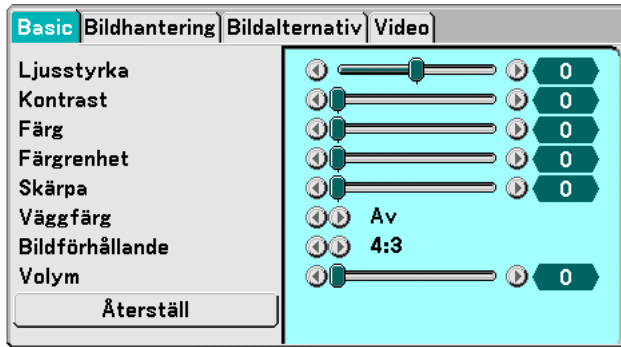 Basic Bildhantering Bildalternativ Video
Ljusstyrka 0
Kontrast 0
Färg 0
Färgrenhet 0
Skärpa 0
Väggfärg Av
Bildförhållande 4:3
Volym 0
Återställ